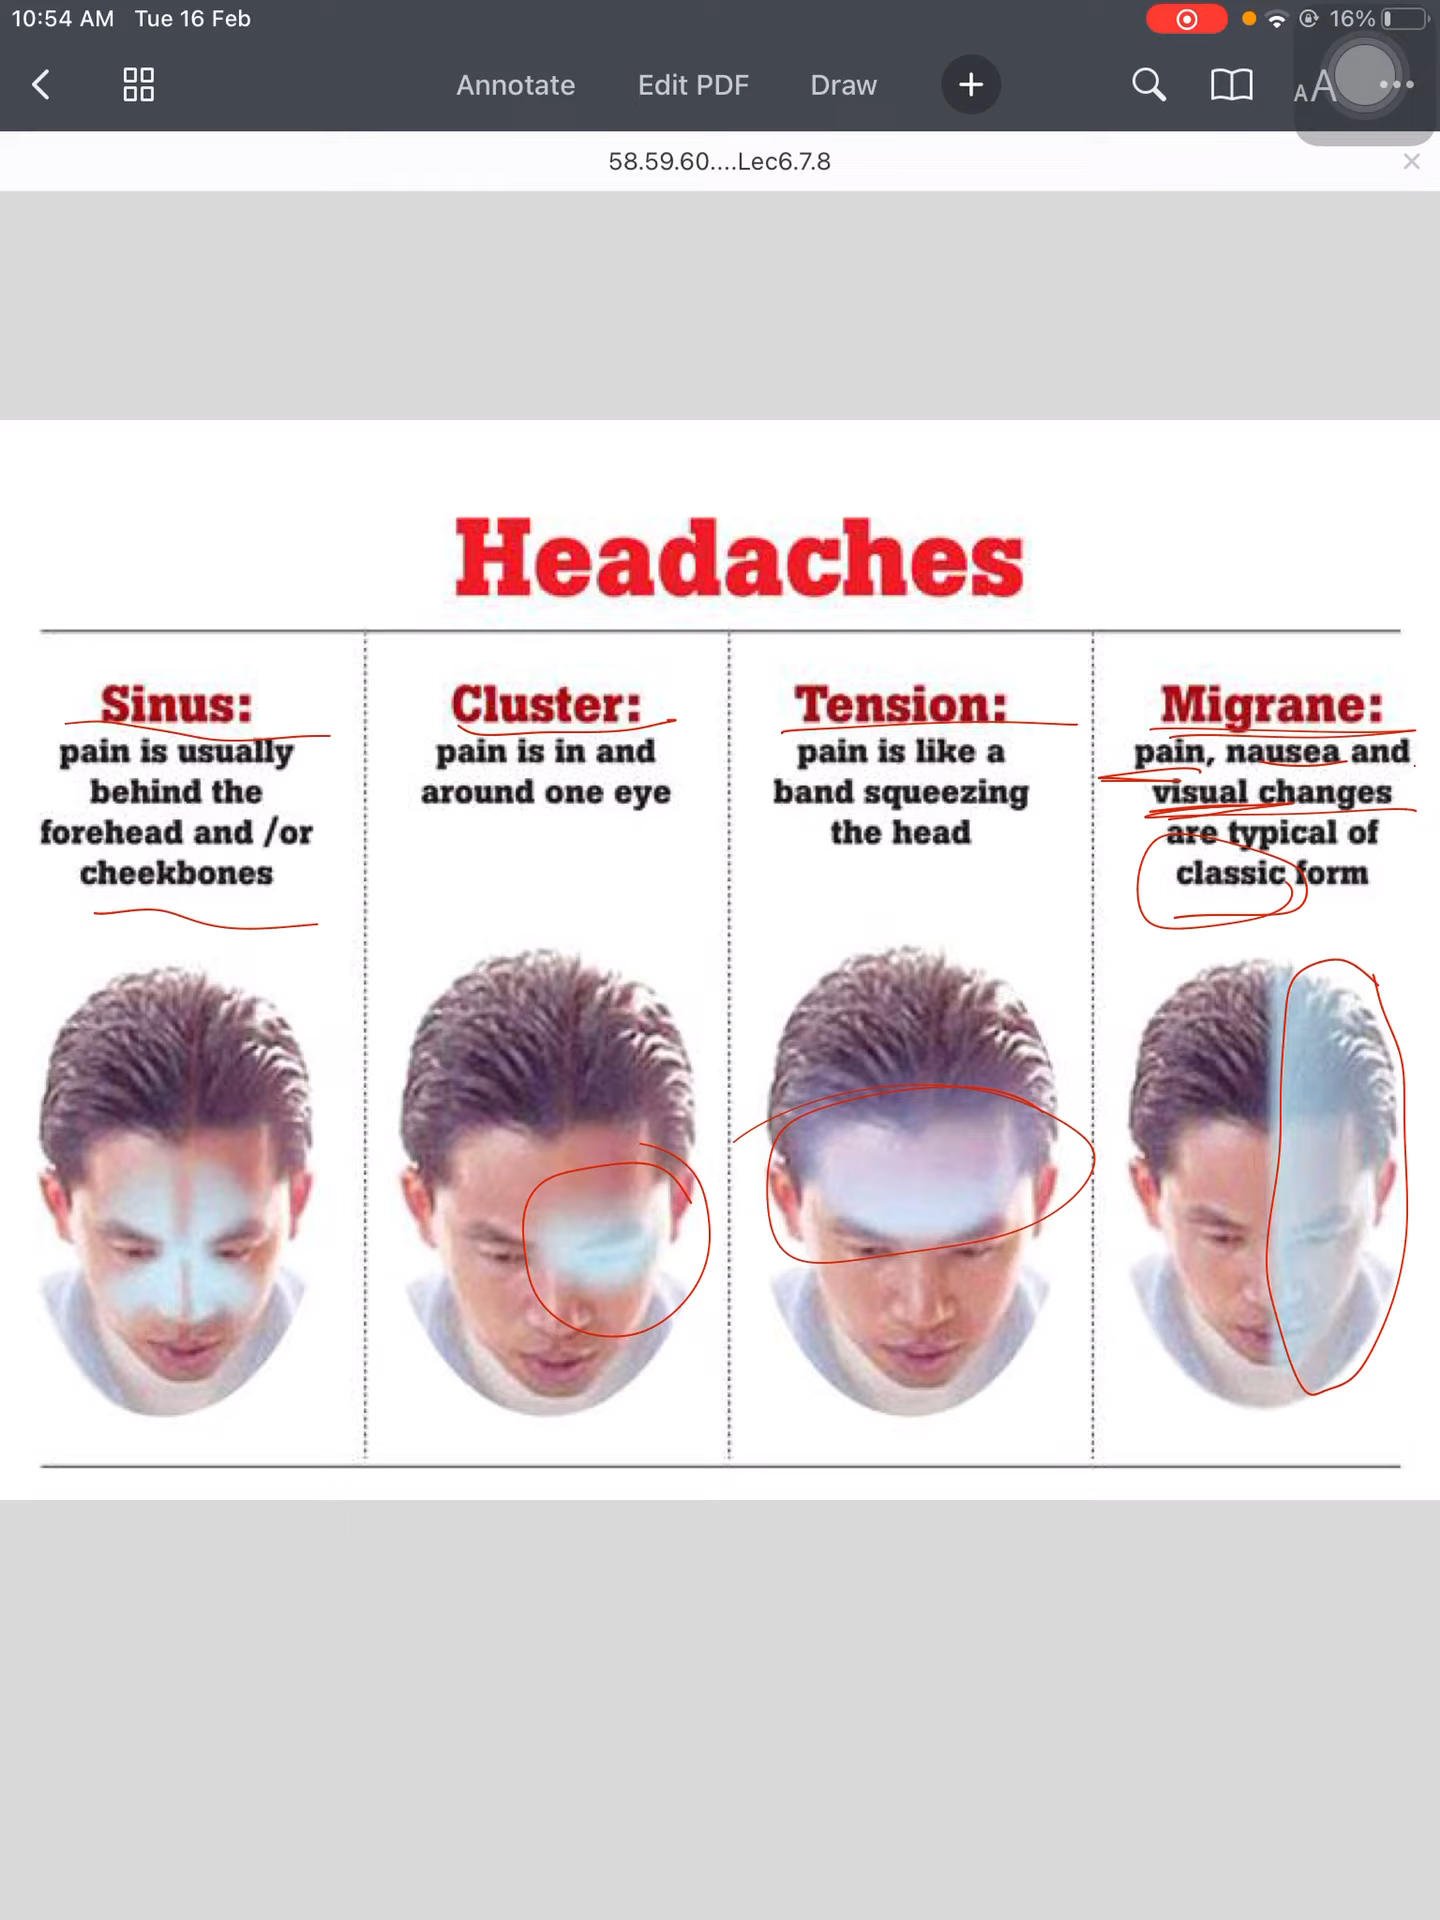 10:54 AM Tue 16 Feb
16%
Annotate Edit PDF Draw
AA
58.59.60....Lec6.7.8
Headaches
Sinus:
pain is usually
behind the
forehead and /or
cheekbones
Cluster:
pain is in and
around one eye
Tension:
pain is like a
band squeezing
the head
Migrane:
pain, nausea and
visual changes
are typical of
classic form